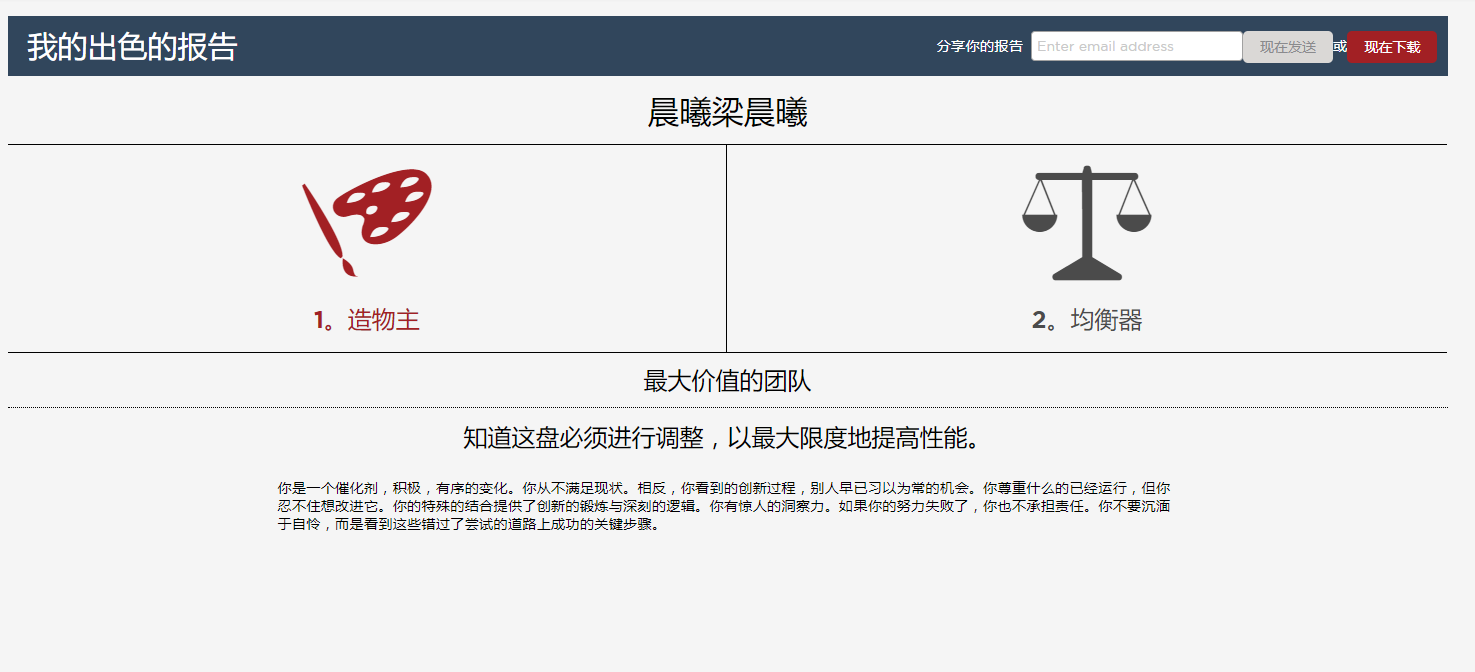 我的出色的报告
分享你的报告 Enter email address 现在发送 或 现在下载
晨曦梁晨曦
1。造物主
2。均衡器
最大价值的团队
知道这盘必须进行调整，以最大限度地提高性能。
你是一个催化剂，积极，有序的变化。你从不满足现状。相反，你看到的创新过程，别人早已习以为常的机会。你尊重什么的已经运行，但你
忍不住想改进它。你的特殊的结合提供了创新的锻炼与深刻的逻辑。你有惊人的洞察力。如果你的努力失败了，你也不承担责任。你不要沉湎
于自怜，而是看到这些错过了尝试的道路上成功的关键步骤。